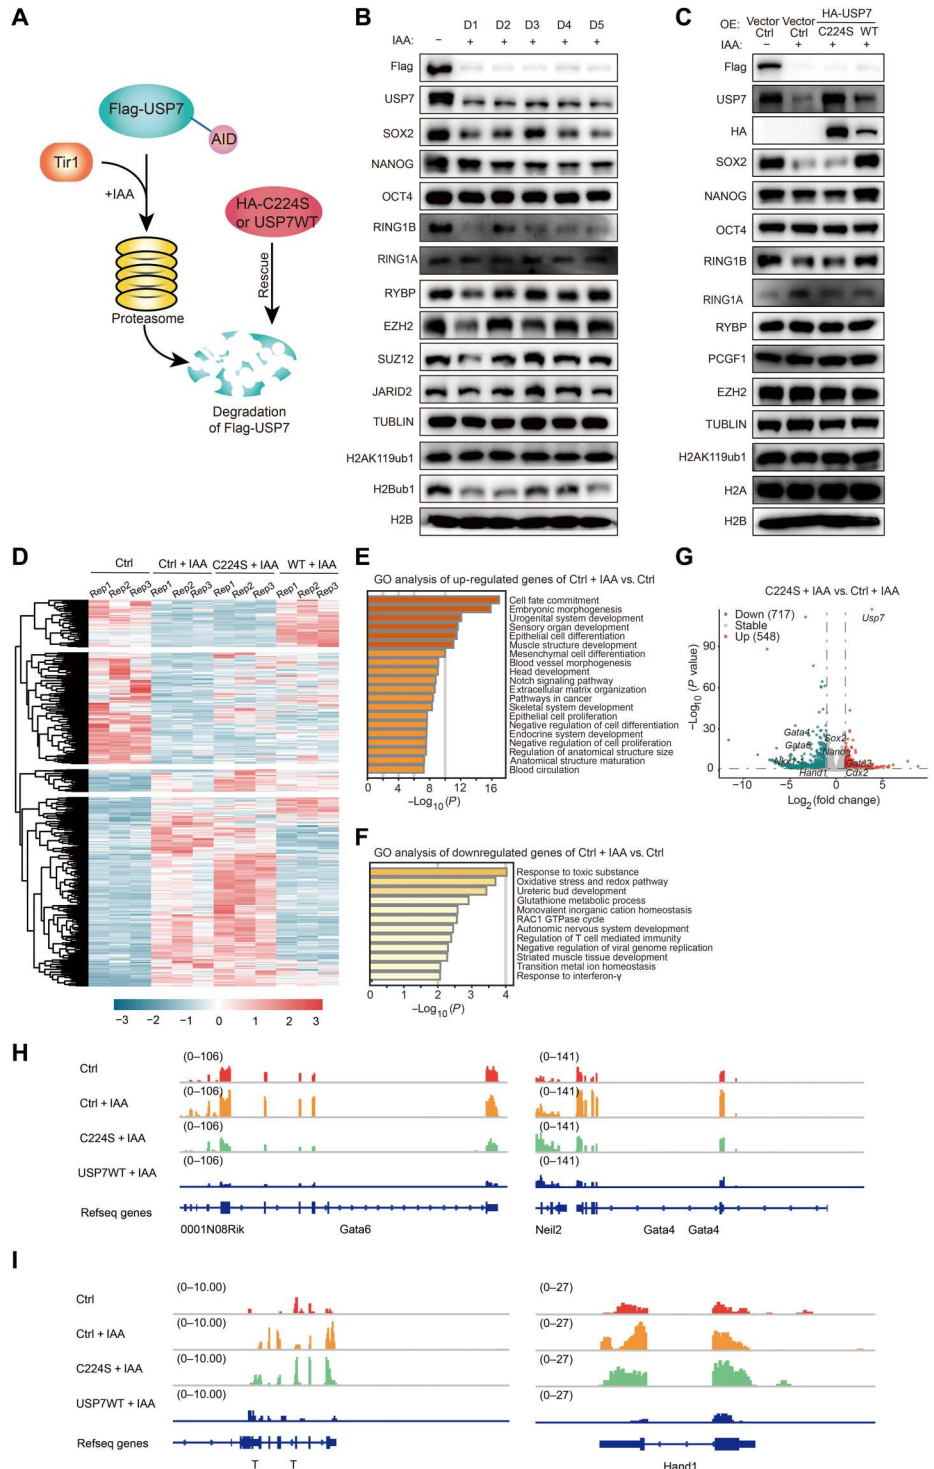 A
Flag-USP7
AID
Tir1
+IAA
HA-C224S
or USP7WT
Rescue
Proteasome
Degradation
of Flag-USP7
B
D1 D2 D3 D4 D5
IAA: – + + + + +
Flag
USP7
SOX2
NANOG
OCT4
RING1B
RING1A
RYBP
EZH2
SUZ12
JARID2
TUBLIN
H2AK119ub1
H2Bub1
H2B
C
HA-USP7
OE: Vector Ctrl Vector Ctrl C224S WT
IAA: – + + +
Flag
USP7
HA
SOX2
NANOG
OCT4
RING1B
RING1A
RYBP
PCGF1
EZH2
TUBLIN
H2AK119ub1
H2A
H2B
D
Ctrl Ctrl + IAA C224S + IAA WT + IAA
Rep1 Rep2 Rep3 Rep1 Rep2 Rep3 Rep1 Rep2 Rep3 Rep1 Rep2 Rep3
−3 −2 −1 0 1 2 3
E
GO analysis of up-regulated genes of Ctrl + IAA vs. Ctrl
Cell fate commitment
Embryonic morphogenesis
Urogenital system development
Sensory organ development
Epithelial cell differentiation
Muscle structure development
Mesenchymal cell differentiation
Blood vessel morphogenesis
Head development
Notch signaling pathway
Extracellular matrix organization
Pathways in cancer
Skeletal system development
Epithelial cell proliferation
Negative regulation of cell differentiation
Endocrine system development
Negative regulation of cell proliferation
Regulation of anatomical structure size
Anatomical structure maturation
Blood circulation
0 4 8 12 16
−Log10 (P)
F
GO analysis of downregulated genes of Ctrl + IAA vs. Ctrl
Response to toxic substance
Oxidative stress and redox pathway
Ureteric bud development
Glutathione metabolic process
Monovalent inorganic cation homeostasis
RAC1 GTPase cycle
Autonomic nervous system development
Regulation of T cell mediated immunity
Negative regulation of viral genome replication
Striated muscle tissue development
Transition metal ion homeostasis
Response to interferon-γ
0 2 3 4
−Log10 (P)
G
C224S + IAA vs. Ctrl + IAA
Down (717)
Stable
Up (548)
Usp7
90
60
30
0
−Log10 (P value)
Gata4
Sox2
Gata6
Nanog
Gata3
Hand1
Cdx2
−10 −5 0 5
Log2 (fold change)
H
(0–106) (0–141)
Ctrl
(0–106) (0–141)
Ctrl + IAA
(0–106) (0–141)
C224S + IAA
(0–106) (0–141)
USP7WT + IAA
Refseq genes
0001N08Rik Gata6 Neil2 Gata4 Gata4
I
(0–10.00) (0–27)
Ctrl
(0–10.00) (0–27)
Ctrl + IAA
(0–10.00) (0–27)
C224S + IAA
(0–10.00) (0–27)
USP7WT + IAA
Refseq genes
T T Hand1